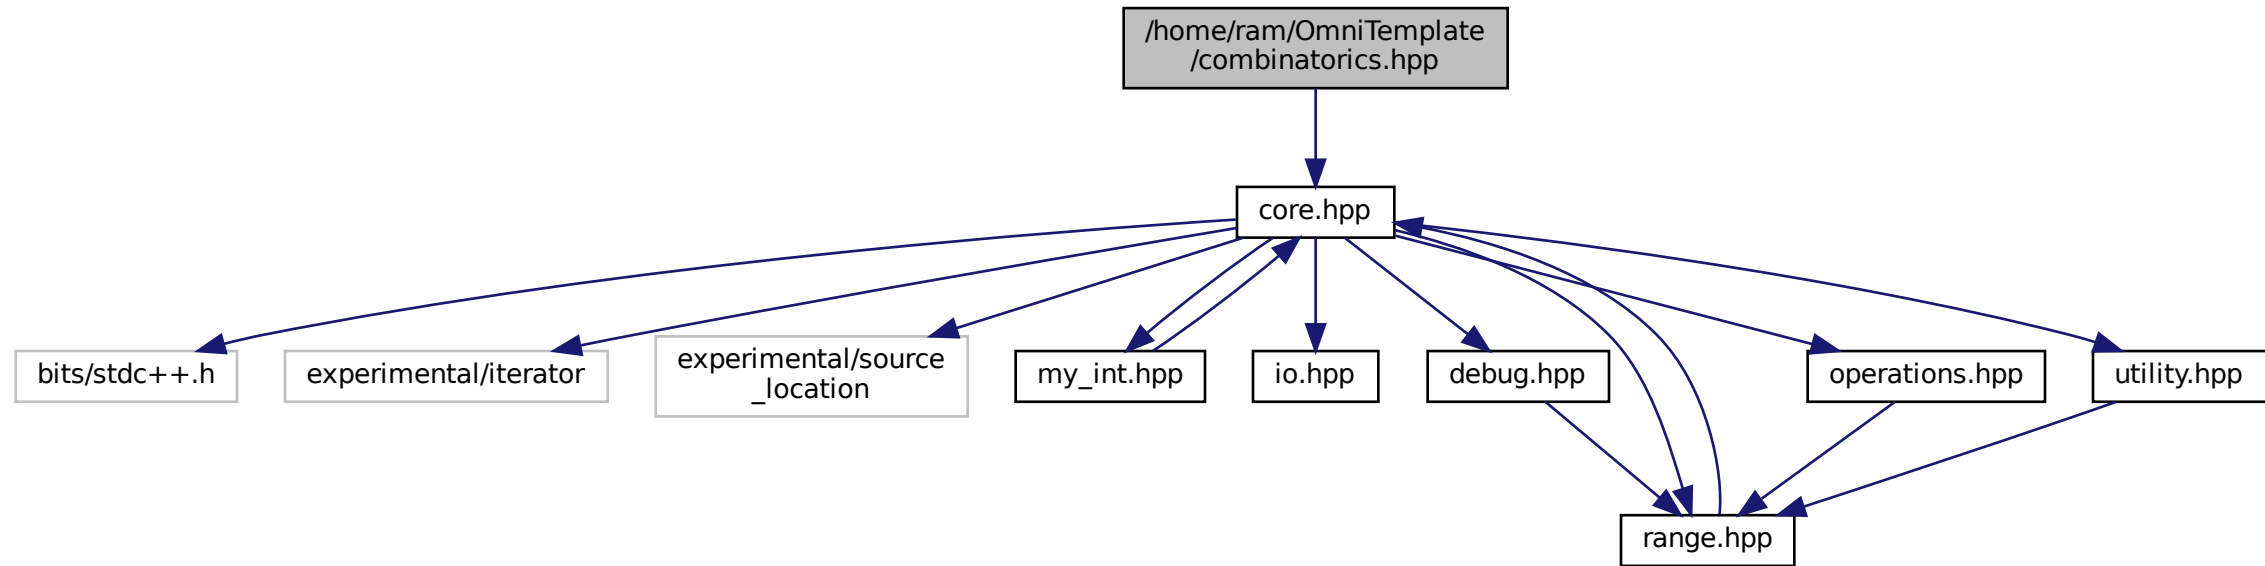 /home/ram/OmniTemplate
/combinatorics.hpp
core.hpp
bits/stdc++.h
experimental/iterator
experimental/source
_location
my_int.hpp
io.hpp
debug.hpp
operations.hpp
utility.hpp
range.hpp